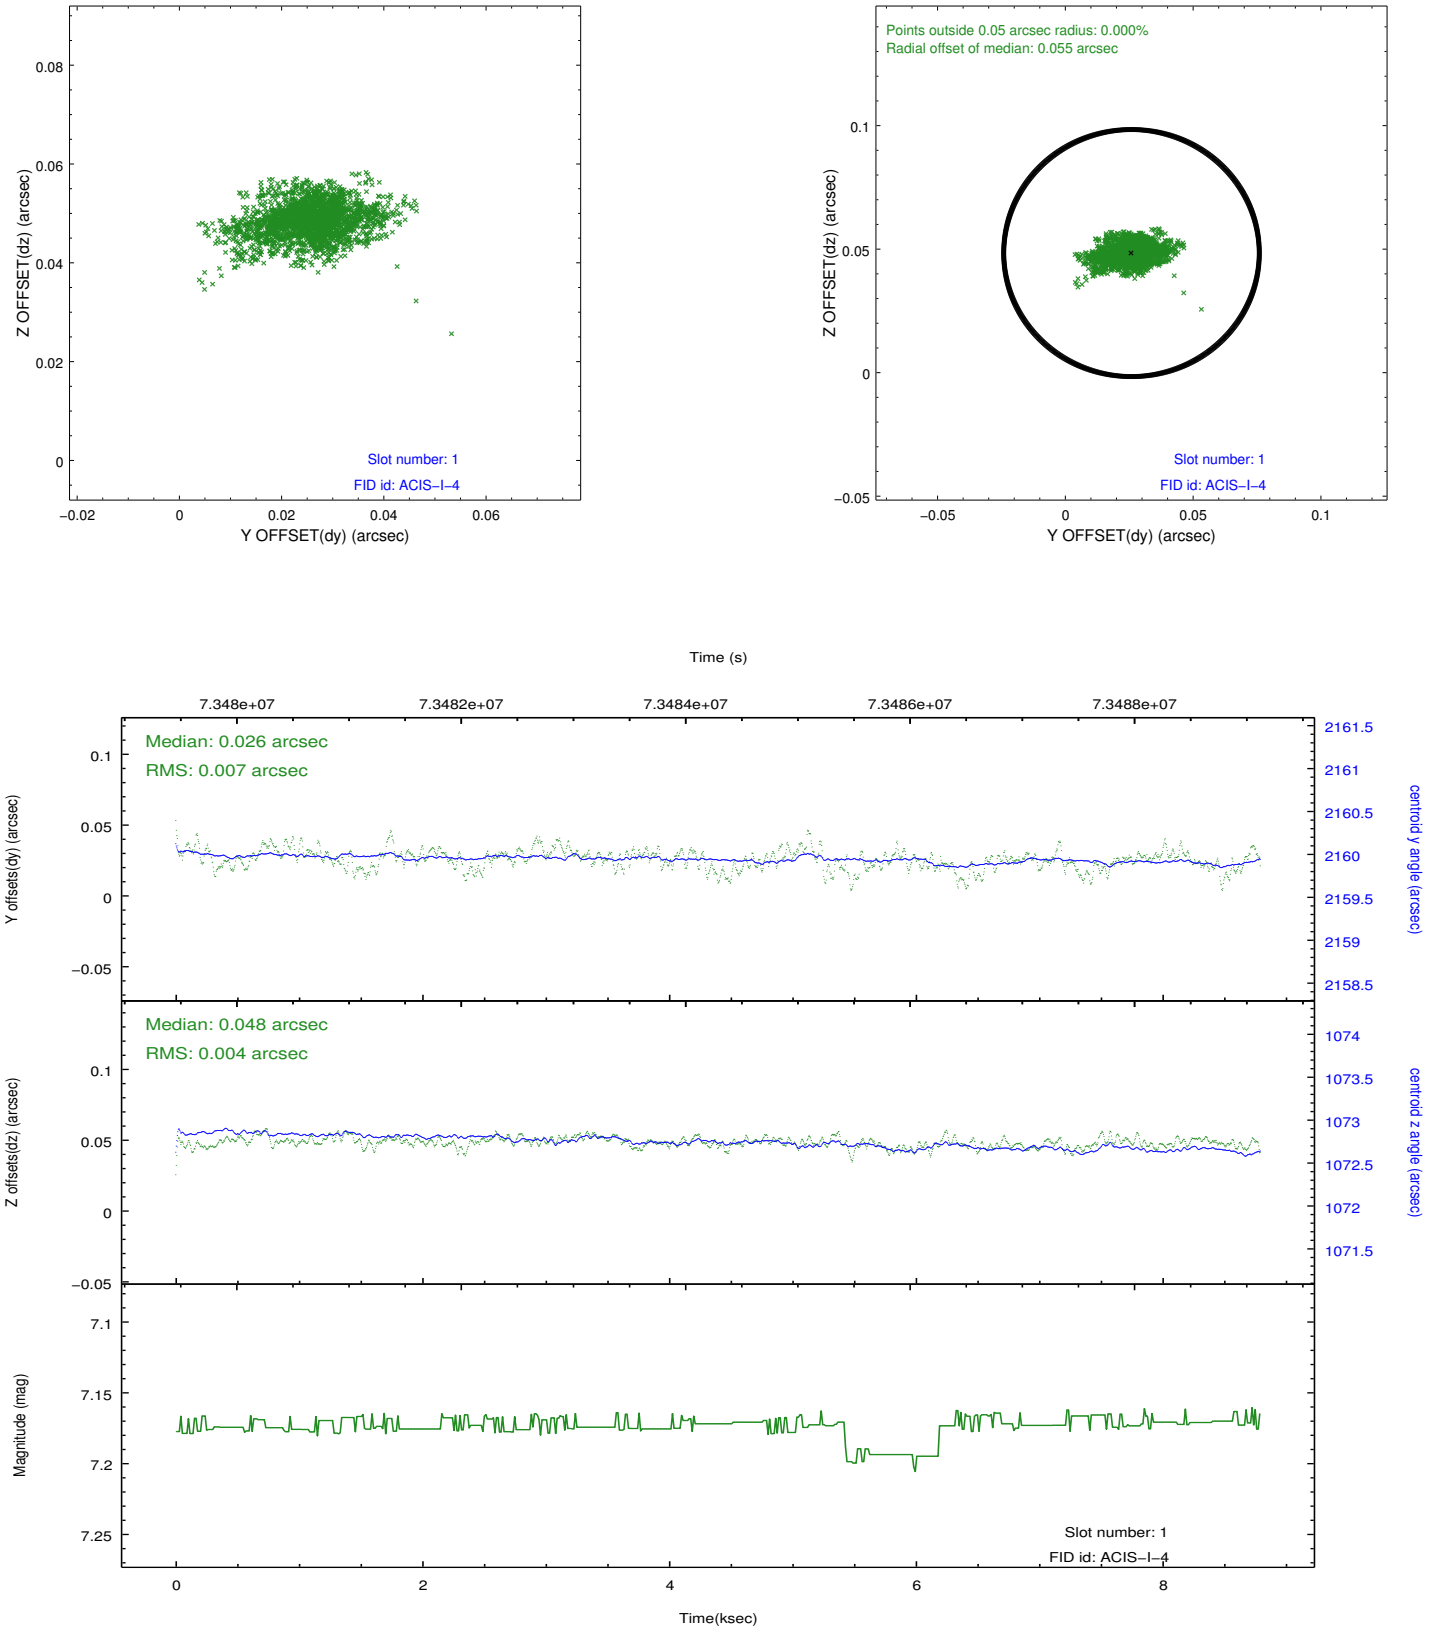 0.08
0.06
0.04
0.02
0
Z OFFSET(dz) (arcsec)
Slot number: 1
FID id: ACIS−I−4
−0.02 0 0.02 0.04 0.06
Y OFFSET(dy) (arcsec)
Points outside 0.05 arcsec radius: 0.000%
Radial offset of median: 0.055 arcsec
0.1
0.05
0
−0.05
Z OFFSET(dz) (arcsec)
Slot number: 1
FID id: ACIS−I−4
−0.05 0 0.05 0.1
Y OFFSET(dy) (arcsec)
Time (s)
7.348e+07 7.3482e+07 7.3484e+07 7.3486e+07 7.3488e+07
Median: 0.026 arcsec
RMS: 0.007 arcsec
0.1
0.05
0
−0.05
Y offsets(dy) (arcsec)
2161.5
2161
2160.5
2160
2159.5
2159
2158.5
centroid y angle (arcsec)
Median: 0.048 arcsec
RMS: 0.004 arcsec
0.1
0.05
0
−0.05
Z offsets(dz) (arcsec)
1074
1073.5
1073
1072.5
1072
1071.5
centroid z angle (arcsec)
7.1
7.15
7.2
7.25
Magnitude (mag)
Slot number: 1
FID id: ACIS−I−4
0 2 4 6 8
Time(ksec)